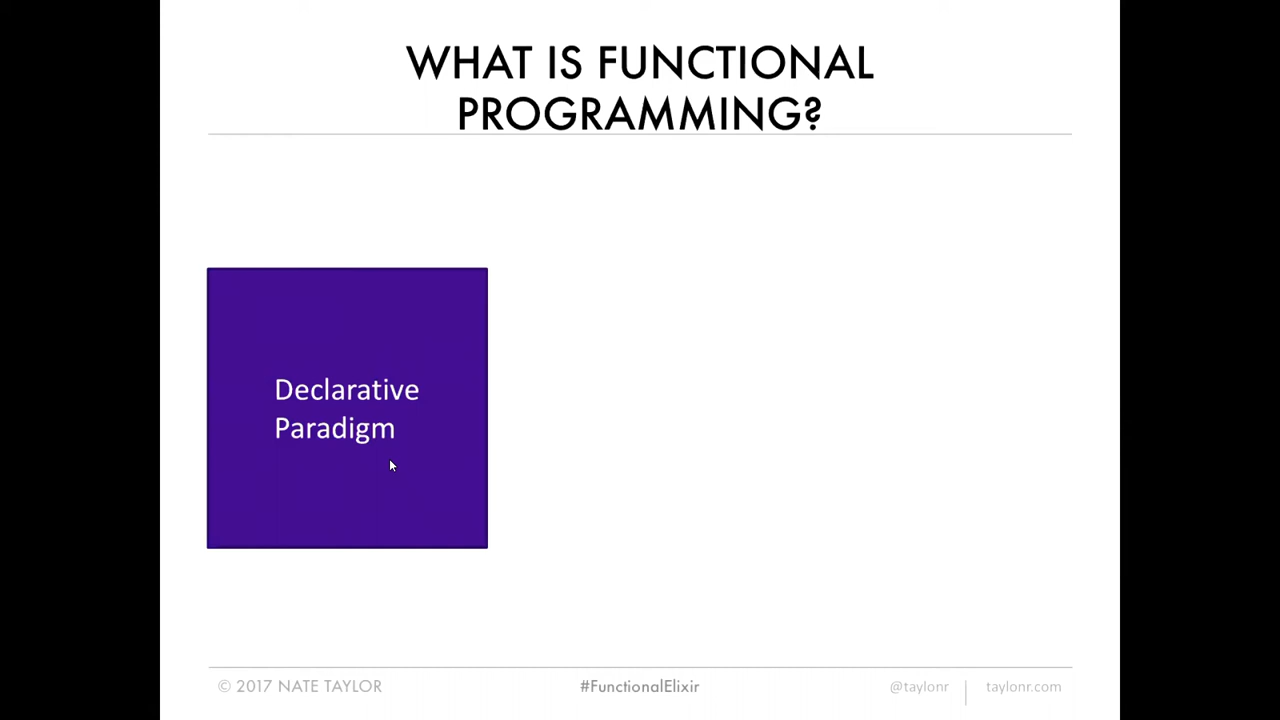 WHAT IS FUNCTIONAL
PROGRAMMING?
Declarative
Paradigm
© 2017 NATE TAYLOR
#FunctionalElixir
@taylonr
taylonr.com